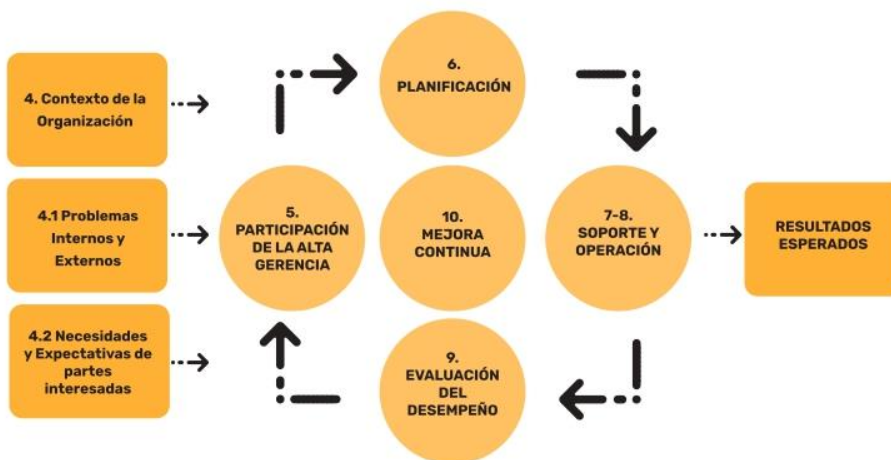 4. Contexto de la
Organización
4.1 Problemas
Internos y
Externos
4.2 Necesidades
y Expectativas de
partes
interesadas
5.
PARTICIPACIÓN
DE LA ALTA
GERENCIA
6.
PLANIFICACIÓN
10.
MEJORA
CONTINUA
9.
EVALUACIÓN
DEL
DESEMPEÑO
7-8.
SOPORTE Y
OPERACIÓN
RESULTADOS
ESPERADOS